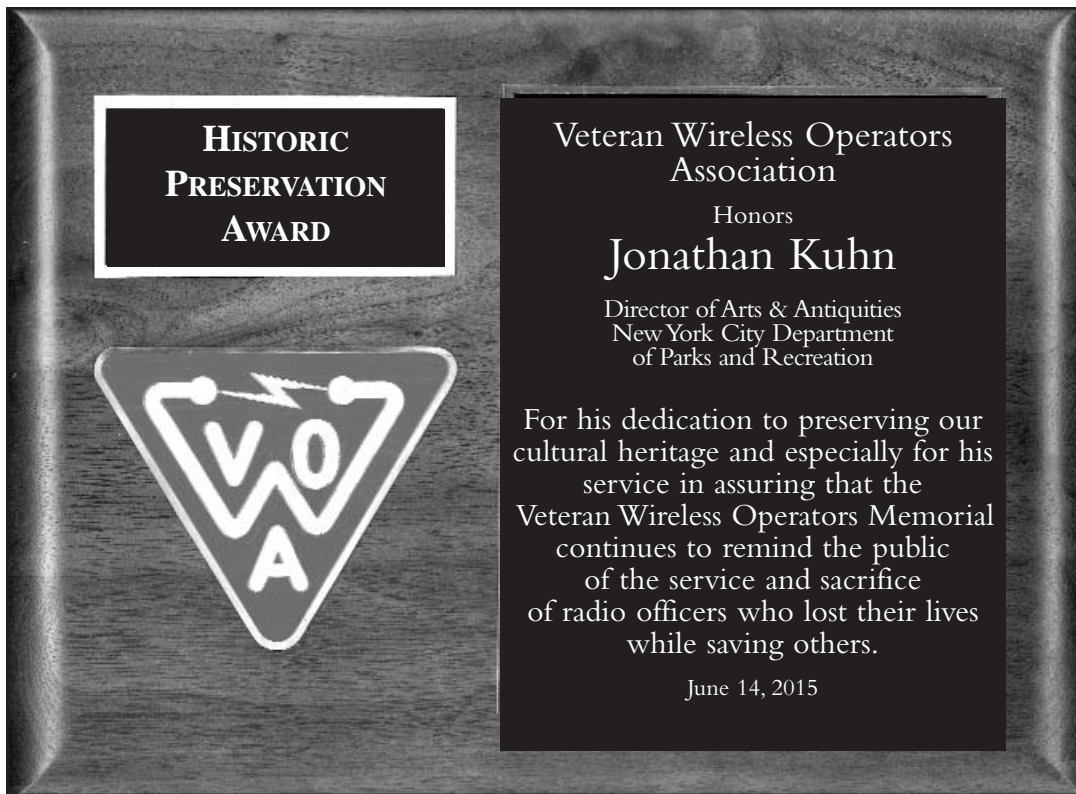 HISTORIC
PRESERVATION
AWARD
V W O A
Veteran Wireless Operators
Association
Honors
Jonathan Kuhn
Director of Arts & Antiquities
New York City Department
of Parks and Recreation
For his dedication to preserving our
cultural heritage and especially for his
service in assuring that the
Veteran Wireless Operators Memorial
continues to remind the public
of the service and sacrifice
of radio officers who lost their lives
while saving others.
June 14, 2015